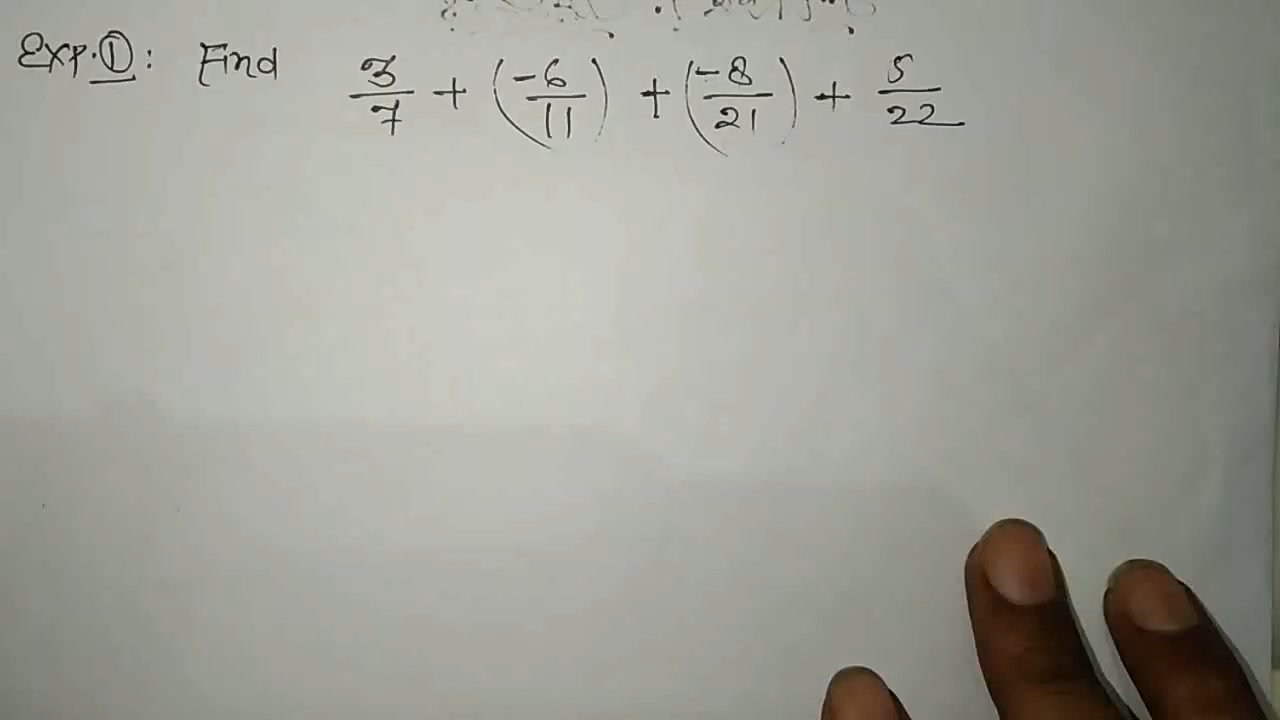 Exp. ①: Find 3/7 + (-6/11) + (-8/21) + 5/22